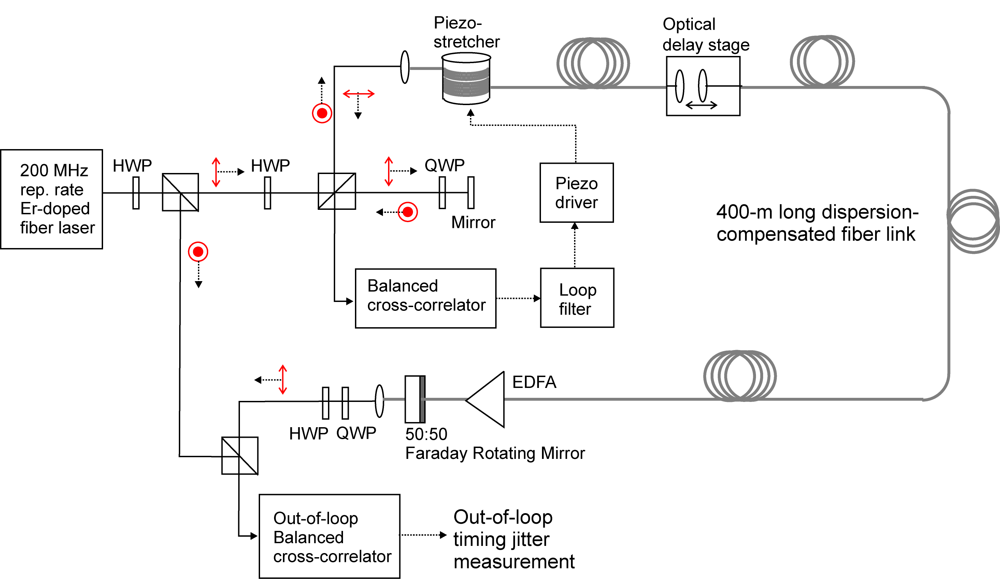 Piezo-
stretcher
Optical
delay stage
200 MHz
rep. rate
Er-doped
fiber laser
HWP
HWP
QWP
Mirror
Piezo
driver
400-m long dispersion-
compensated fiber link
Balanced
cross-correlator
Loop
filter
EDFA
HWP
QWP
50:50
Faraday Rotating Mirror
Out-of-loop
Balanced
cross-correlator
Out-of-loop
timing jitter
measurement